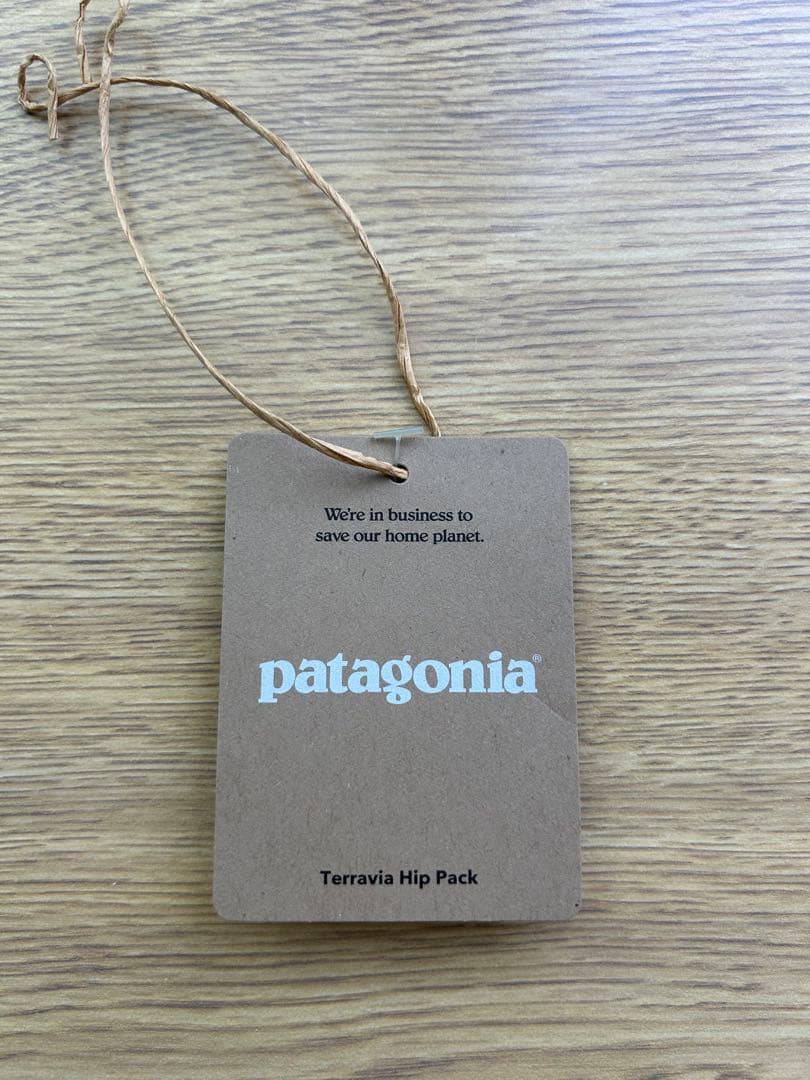 We're in business to
save our home planet.
patagonia®
Terravia Hip Pack